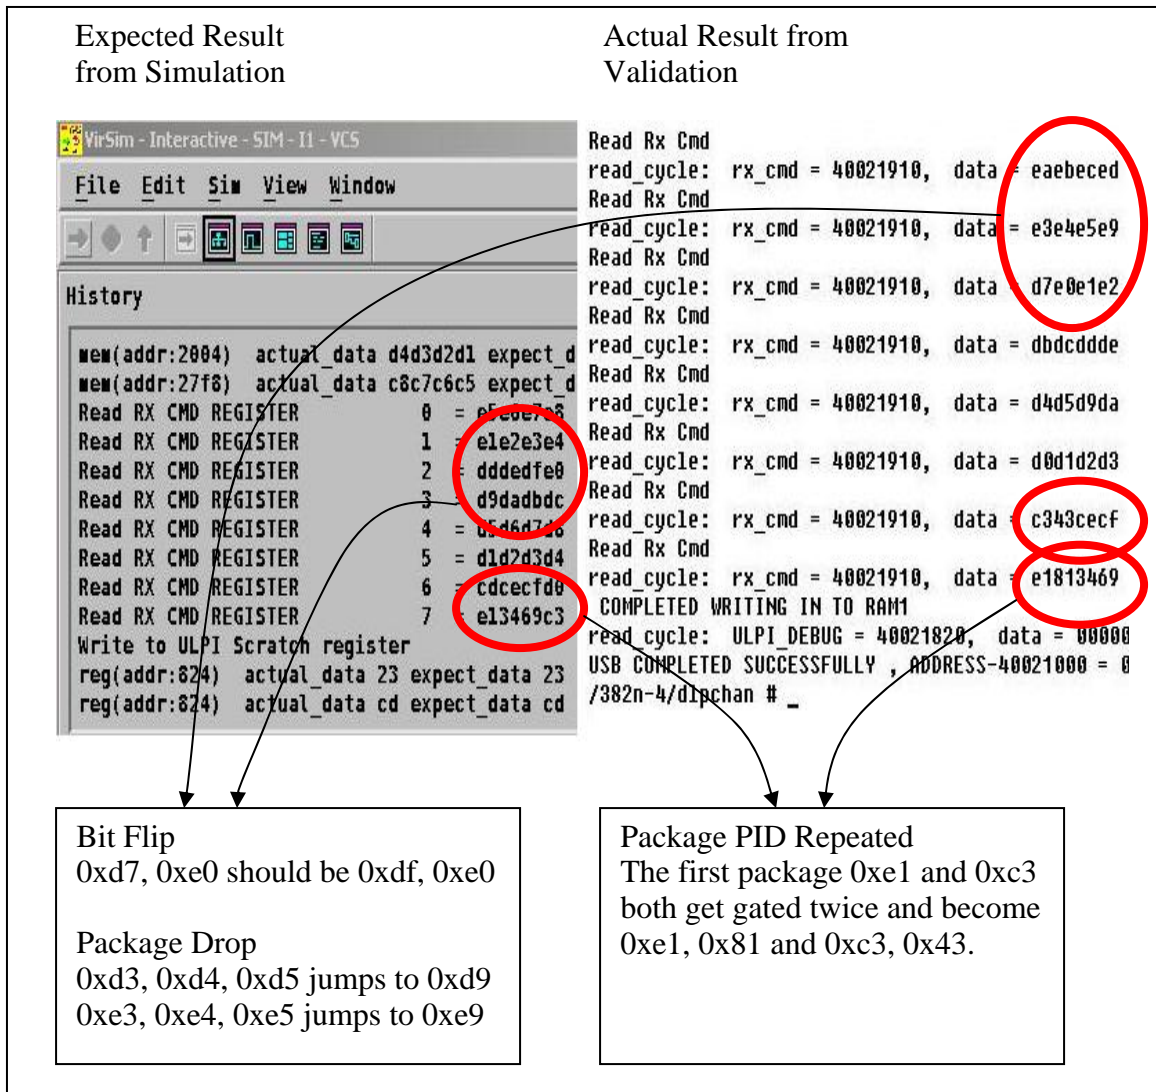 Expected Result
from Simulation
Actual Result from
Validation
VirSim - Interactive - SIM - I1 - VCS
File Edit Sim View Window
History
mem(addr:2004) actual_data d4d3d2d1 expect_d
mem(addr:27f8) actual_data c8c7c6c5 expect_d
Read RX CMD REGISTER 0 = e5e6e7e8
Read RX CMD REGISTER 1 = e1e2e3e4
Read RX CMD REGISTER 2 = dddedfe0
Read RX CMD REGISTER 3 = d9dadbdc
Read RX CMD REGISTER 4 = d5d6d7d8
Read RX CMD REGISTER 5 = d1d2d3d4
Read RX CMD REGISTER 6 = cdcecfd0
Read RX CMD REGISTER 7 = e13469c3
Write to ULPI Scratch register
reg(addr:824) actual_data 23 expect_data 23
reg(addr:824) actual_data cd expect_data cd
Read Rx Cmd
read_cycle: rx_cmd = 40021910, data = eaebeced
Read Rx Cmd
read_cycle: rx_cmd = 40021910, data = e3e4e5e9
Read Rx Cmd
read_cycle: rx_cmd = 40021910, data = d7e0e1e2
Read Rx Cmd
read_cycle: rx_cmd = 40021910, data = dbdcddde
Read Rx Cmd
read_cycle: rx_cmd = 40021910, data = d4d5d9da
Read Rx Cmd
read_cycle: rx_cmd = 40021910, data = d0d1d2d3
Read Rx Cmd
read_cycle: rx_cmd = 40021910, data = c343cecf
Read Rx Cmd
read_cycle: rx_cmd = 40021910, data = e1813469
COMPLETED WRITING IN TO RAM1
read_cycle: ULPI_DEBUG = 40021820, data = 00000
USB COMPLETED SUCCESSFULLY , ADDRESS-40021000 = 0
/382n-4/dlpchan # _
Bit Flip
0xd7, 0xe0 should be 0xdf, 0xe0
Package Drop
0xd3, 0xd4, 0xd5 jumps to 0xd9
0xe3, 0xe4, 0xe5 jumps to 0xe9
Package PID Repeated
The first package 0xe1 and 0xc3
both get gated twice and become
0xe1, 0x81 and 0xc3, 0x43.